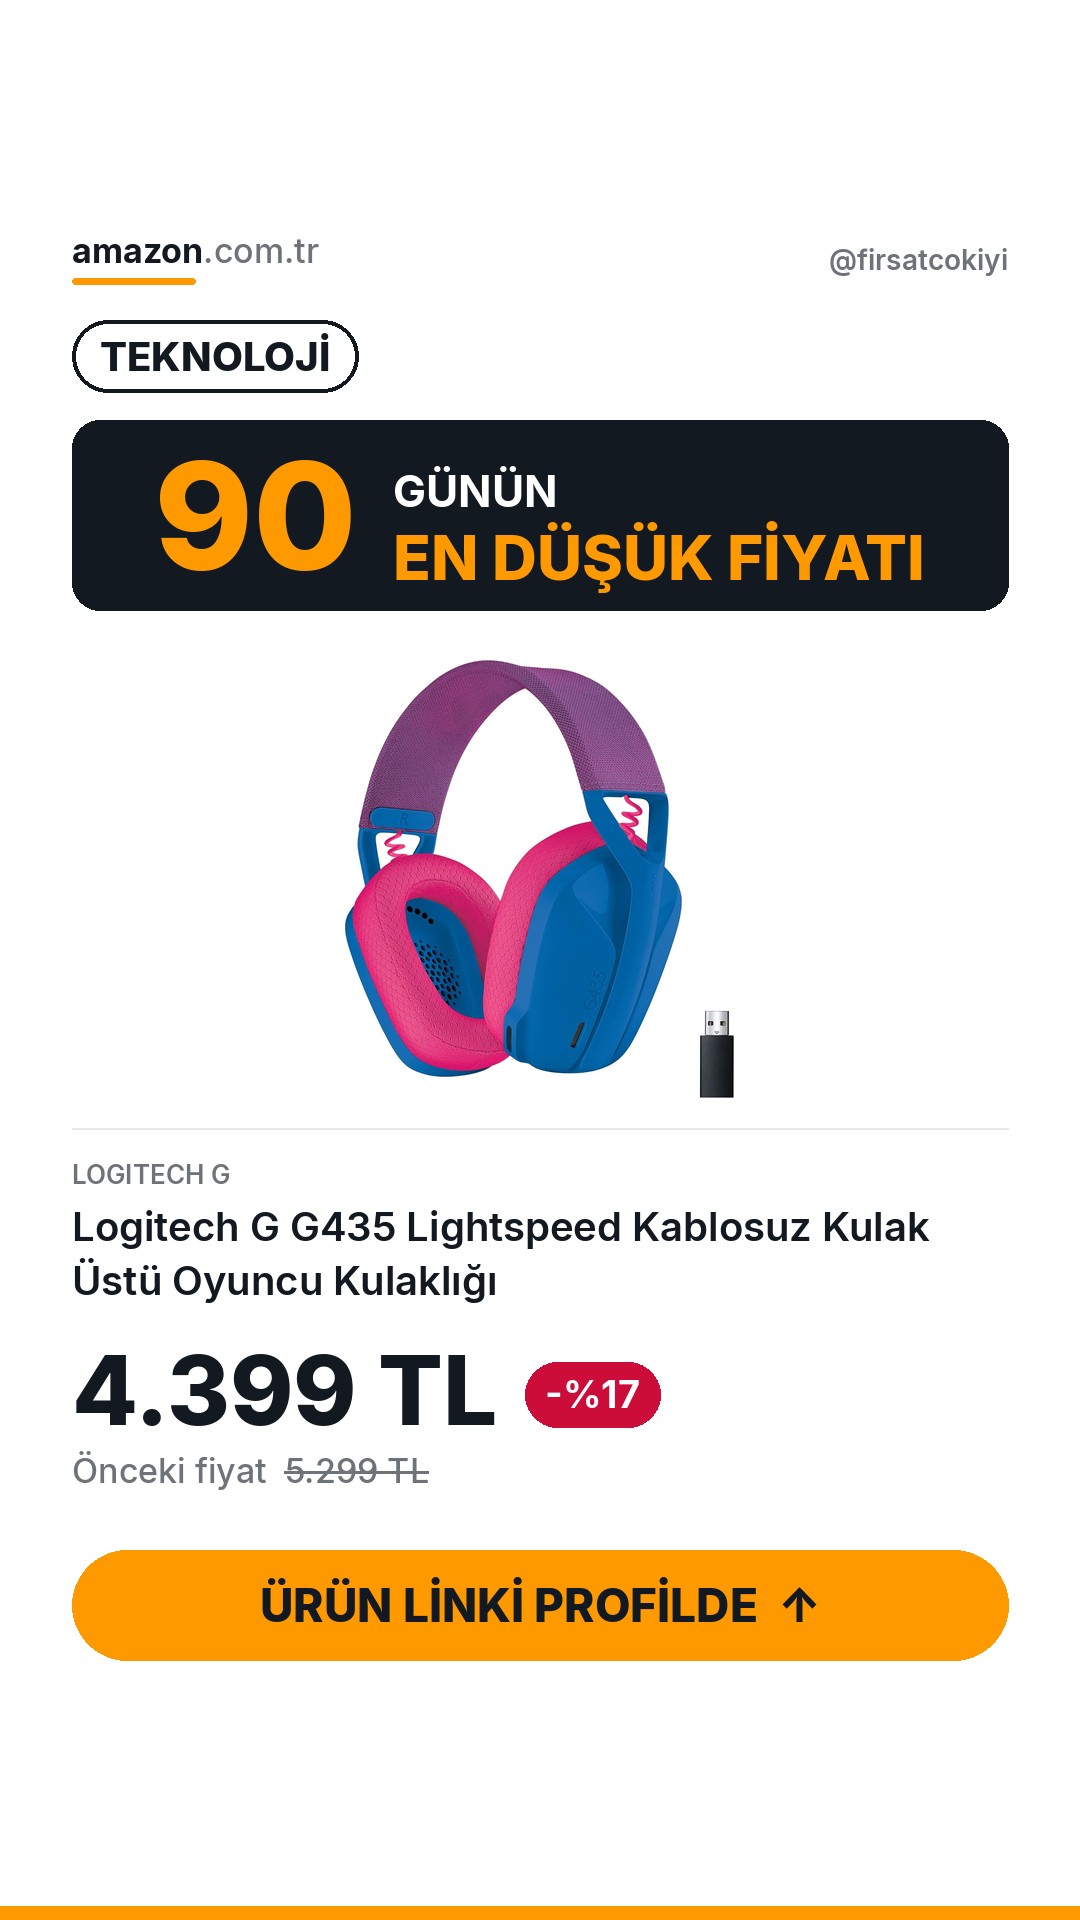 amazon.com.tr
@firsatcokiyi
TEKNOLOJİ
90
GÜNÜN
EN DÜŞÜK FİYATI
R
G435
LOGITECH G
Logitech G G435 Lightspeed Kablosuz Kulak
Üstü Oyuncu Kulaklığı
4.399 TL
-%17
Önceki fiyat 5.299 TL
ÜRÜN LİNKİ PROFİLDE ↑